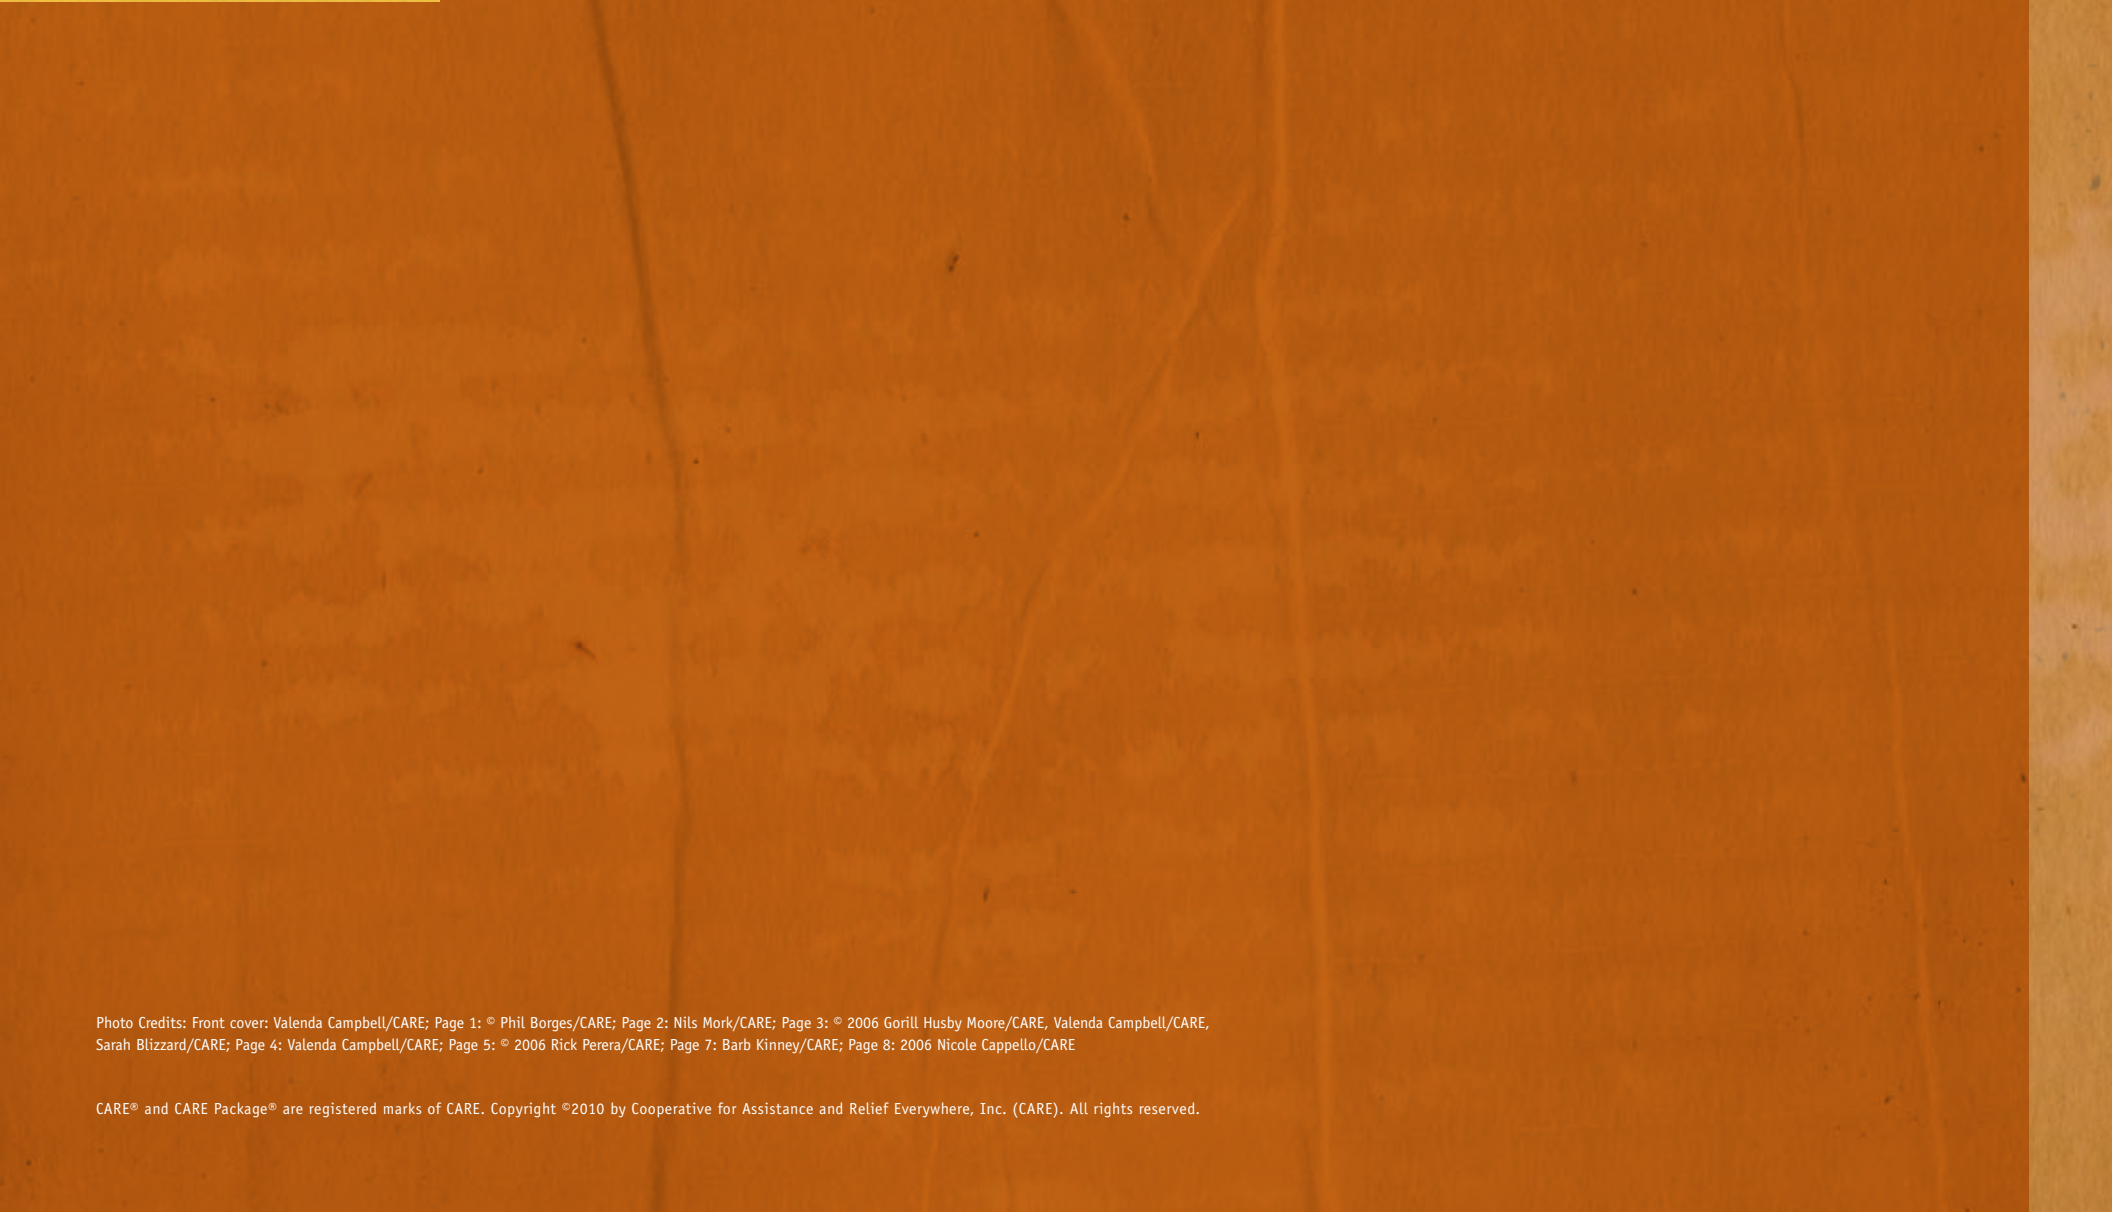 Photo Credits: Front cover: Valenda Campbell/CARE; Page 1: © Phil Borges/CARE; Page 2: Nils Mork/CARE; Page 3: © 2006 Gorill Husby Moore/CARE, Valenda Campbell/CARE,
Sarah Blizzard/CARE; Page 4: Valenda Campbell/CARE; Page 5: © 2006 Rick Perera/CARE; Page 7: Barb Kinney/CARE; Page 8: 2006 Nicole Cappello/CARE
CARE® and CARE Package® are registered marks of CARE. Copyright ©2010 by Cooperative for Assistance and Relief Everywhere, Inc. (CARE). All rights reserved.